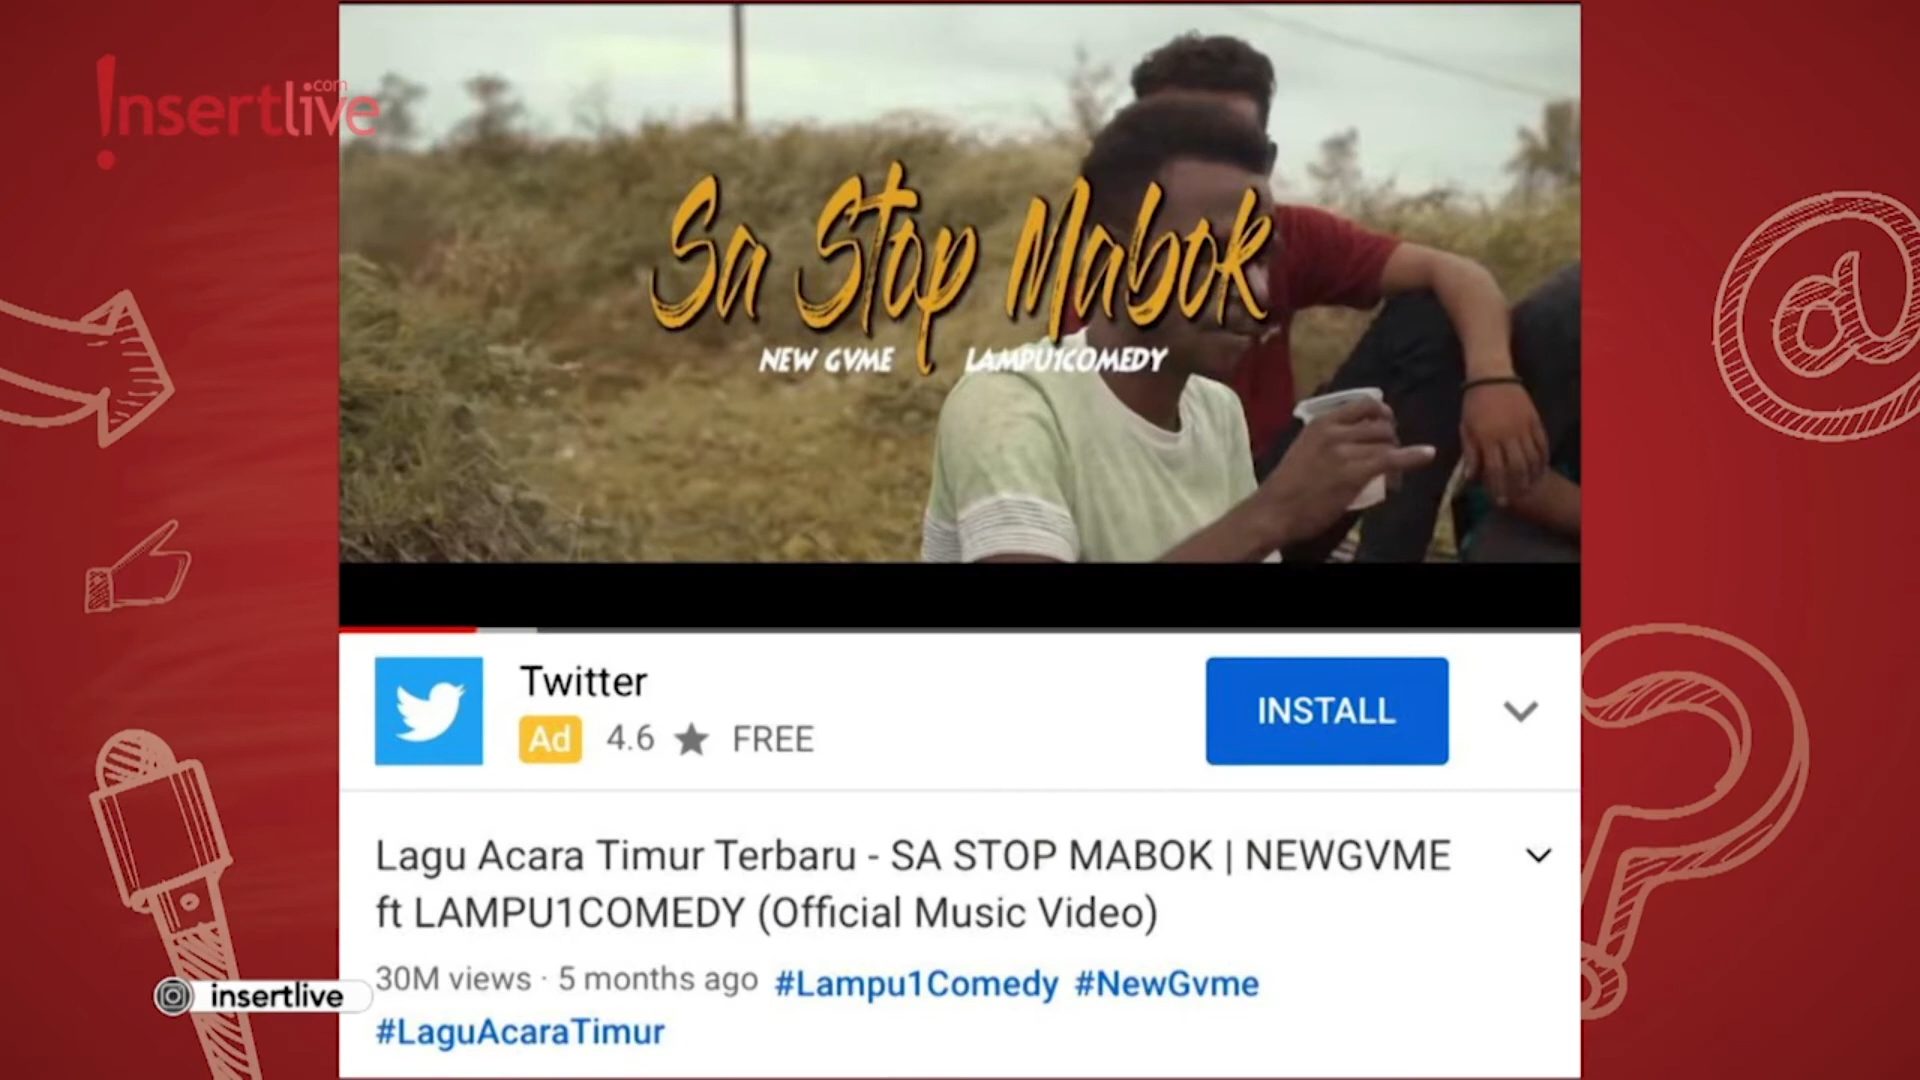 !nsertlive.com
Sa Stop Mabok
NEW GVME LAMPU1COMEDY
Twitter
Ad 4.6 ★ FREE
INSTALL
Lagu Acara Timur Terbaru - SA STOP MABOK | NEWGVME
ft LAMPU1COMEDY (Official Music Video)
30M views · 5 months ago #Lampu1Comedy #NewGvme
#LaguAcaraTimur
insertlive